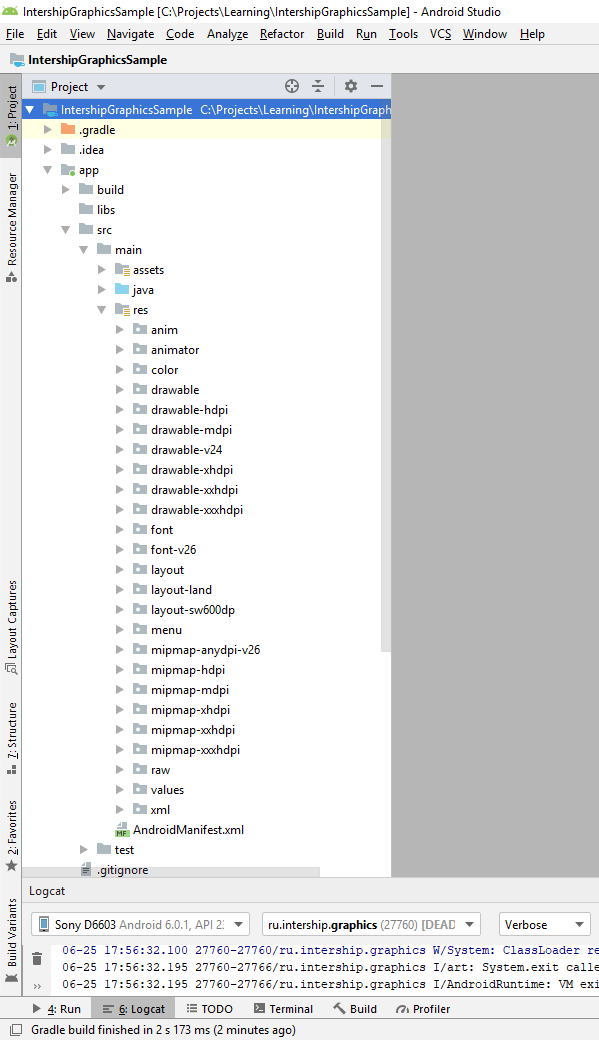 IntershipGraphicsSample [C:\Projects\Learning\IntershipGraphicsSample] - Android Studio
File Edit View Navigate Code Analyze Refactor Build Run Tools VCS Window Help
IntershipGraphicsSample
Project
IntershipGraphicsSample C:\Projects\Learning\IntershipGraph
.gradle
.idea
app
build
libs
src
main
assets
java
res
anim
animator
color
drawable
drawable-hdpi
drawable-mdpi
drawable-v24
drawable-xhdpi
drawable-xxhdpi
drawable-xxxhdpi
font
font-v26
layout
layout-land
layout-sw600dp
menu
mipmap-anydpi-v26
mipmap-hdpi
mipmap-mdpi
mipmap-xhdpi
mipmap-xxhdpi
mipmap-xxxhdpi
raw
values
xml
MF AndroidManifest.xml
test
.gitignore
1: Project
Resource Manager
Layout Captures
7: Structure
2: Favorites
Build Variants
Logcat
Sony D6603 Android 6.0.1, API 23
ru.intership.graphics (27760) [DEAD
Verbose
06-25 17:56:32.100 27760-27760/ru.intership.graphics W/System: ClassLoader re
06-25 17:56:32.195 27760-27766/ru.intership.graphics I/art: System.exit calle
06-25 17:56:32.195 27760-27766/ru.intership.graphics I/AndroidRuntime: VM exi
4: Run 6: Logcat TODO Terminal Build Profiler
Gradle build finished in 2 s 173 ms (2 minutes ago)